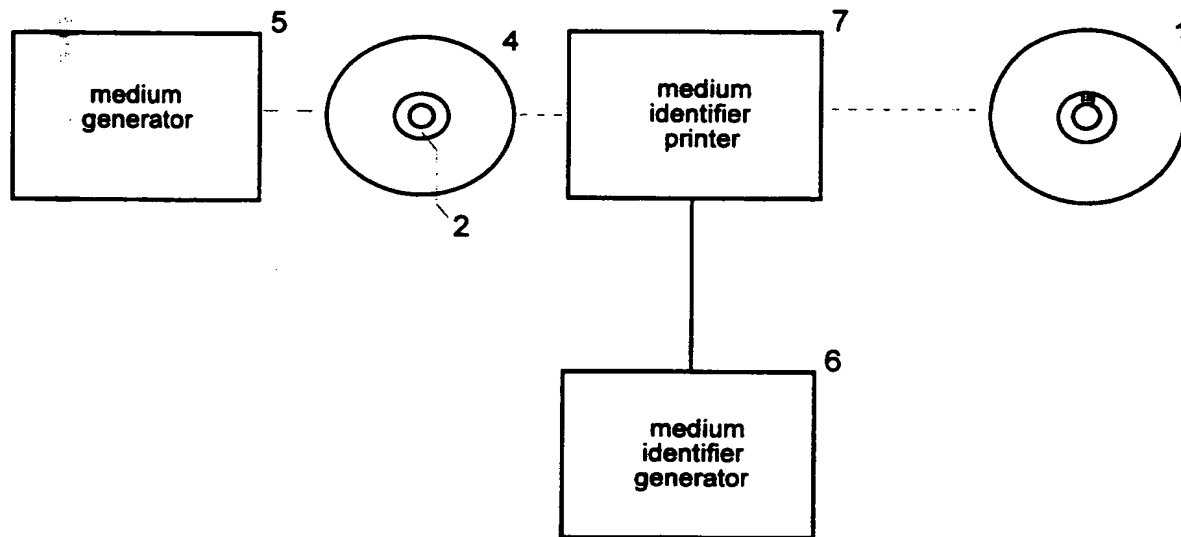 5
4
7
1
medium
generator
medium
identifier
printer
2
6
medium
identifier
generator